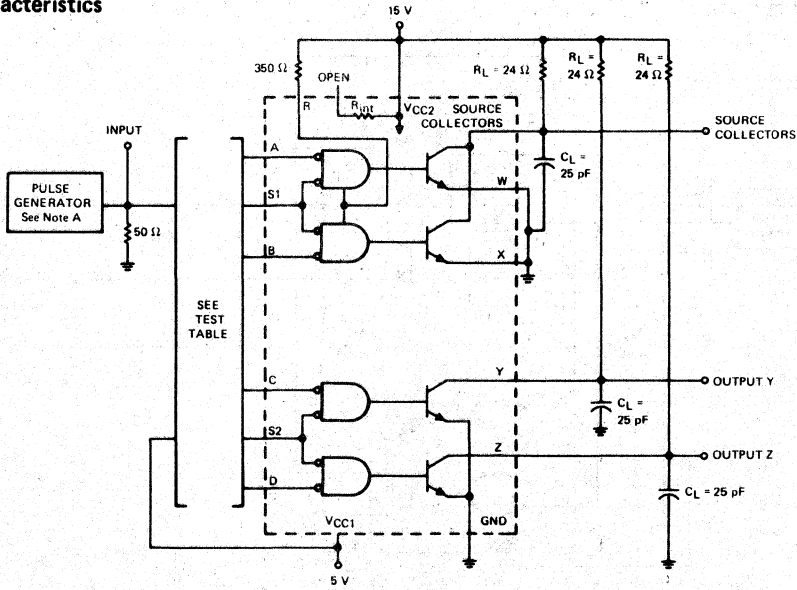 acteristics
15 V
350 Ω
OPEN
R
Rint
VCC2
SOURCE
COLLECTORS
RL = 24 Ω
RL =
24 Ω
RL =
24 Ω
SOURCE
COLLECTORS
INPUT
PULSE
GENERATOR
See Note A
50 Ω
A
S1
B
W
X
CL =
25 pF
SEE
TEST
TABLE
C
S2
D
Y
Z
OUTPUT Y
CL =
25 pF
OUTPUT Z
CL = 25 pF
VCC1
GND
5 V